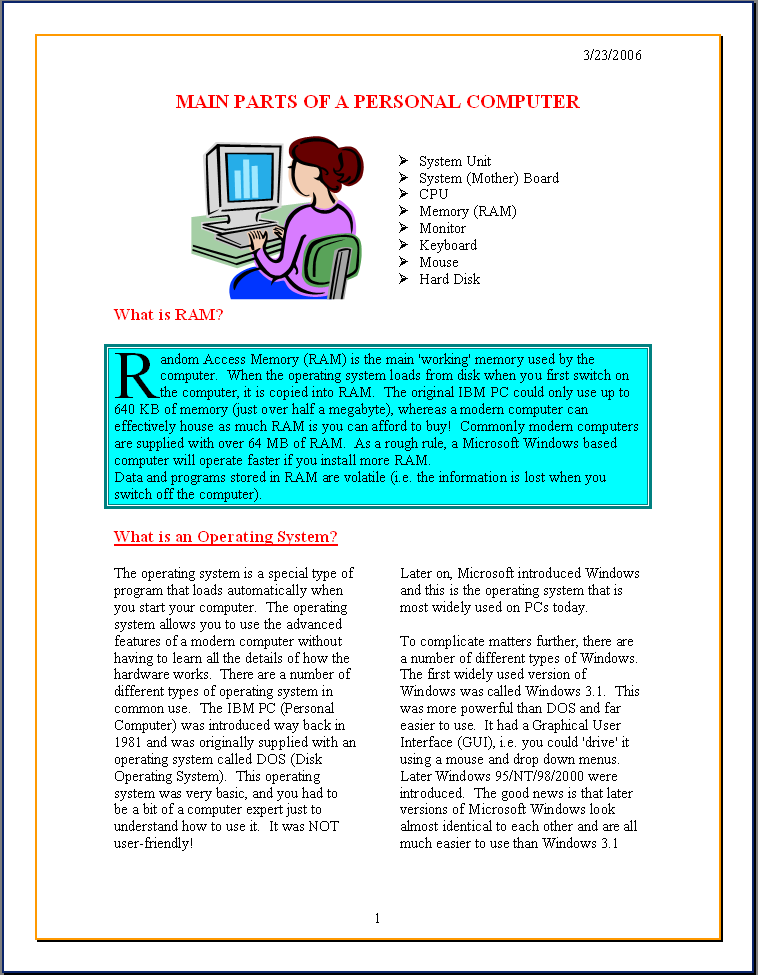 3/23/2006
MAIN PARTS OF A PERSONAL COMPUTER
➢ System Unit
➢ System (Mother) Board
➢ CPU
➢ Memory (RAM)
➢ Monitor
➢ Keyboard
➢ Mouse
➢ Hard Disk
What is RAM?
Random Access Memory (RAM) is the main 'working' memory used by the
computer.  When the operating system loads from disk when you first switch on
the computer, it is copied into RAM.  The original IBM PC could only use up to
640 KB of memory (just over half a megabyte), whereas a modern computer can
effectively house as much RAM is you can afford to buy!  Commonly modern computers
are supplied with over 64 MB of RAM.  As a rough rule, a Microsoft Windows based
computer will operate faster if you install more RAM.
Data and programs stored in RAM are volatile (i.e. the information is lost when you
switch off the computer).
What is an Operating System?
The operating system is a special type of
program that loads automatically when
you start your computer.  The operating
system allows you to use the advanced
features of a modern computer without
having to learn all the details of how the
hardware works.  There are a number of
different types of operating system in
common use.  The IBM PC (Personal
Computer) was introduced way back in
1981 and was originally supplied with an
operating system called DOS (Disk
Operating System).  This operating
system was very basic, and you had to
be a bit of a computer expert just to
understand how to use it.  It was NOT
user-friendly!
Later on, Microsoft introduced Windows
and this is the operating system that is
most widely used on PCs today.
To complicate matters further, there are
a number of different types of Windows.
The first widely used version of
Windows was called Windows 3.1.  This
was more powerful than DOS and far
easier to use.  It had a Graphical User
Interface (GUI), i.e. you could 'drive' it
using a mouse and drop down menus.
Later Windows 95/NT/98/2000 were
introduced.  The good news is that later
versions of Microsoft Windows look
almost identical to each other and are all
much easier to use than Windows 3.1
1